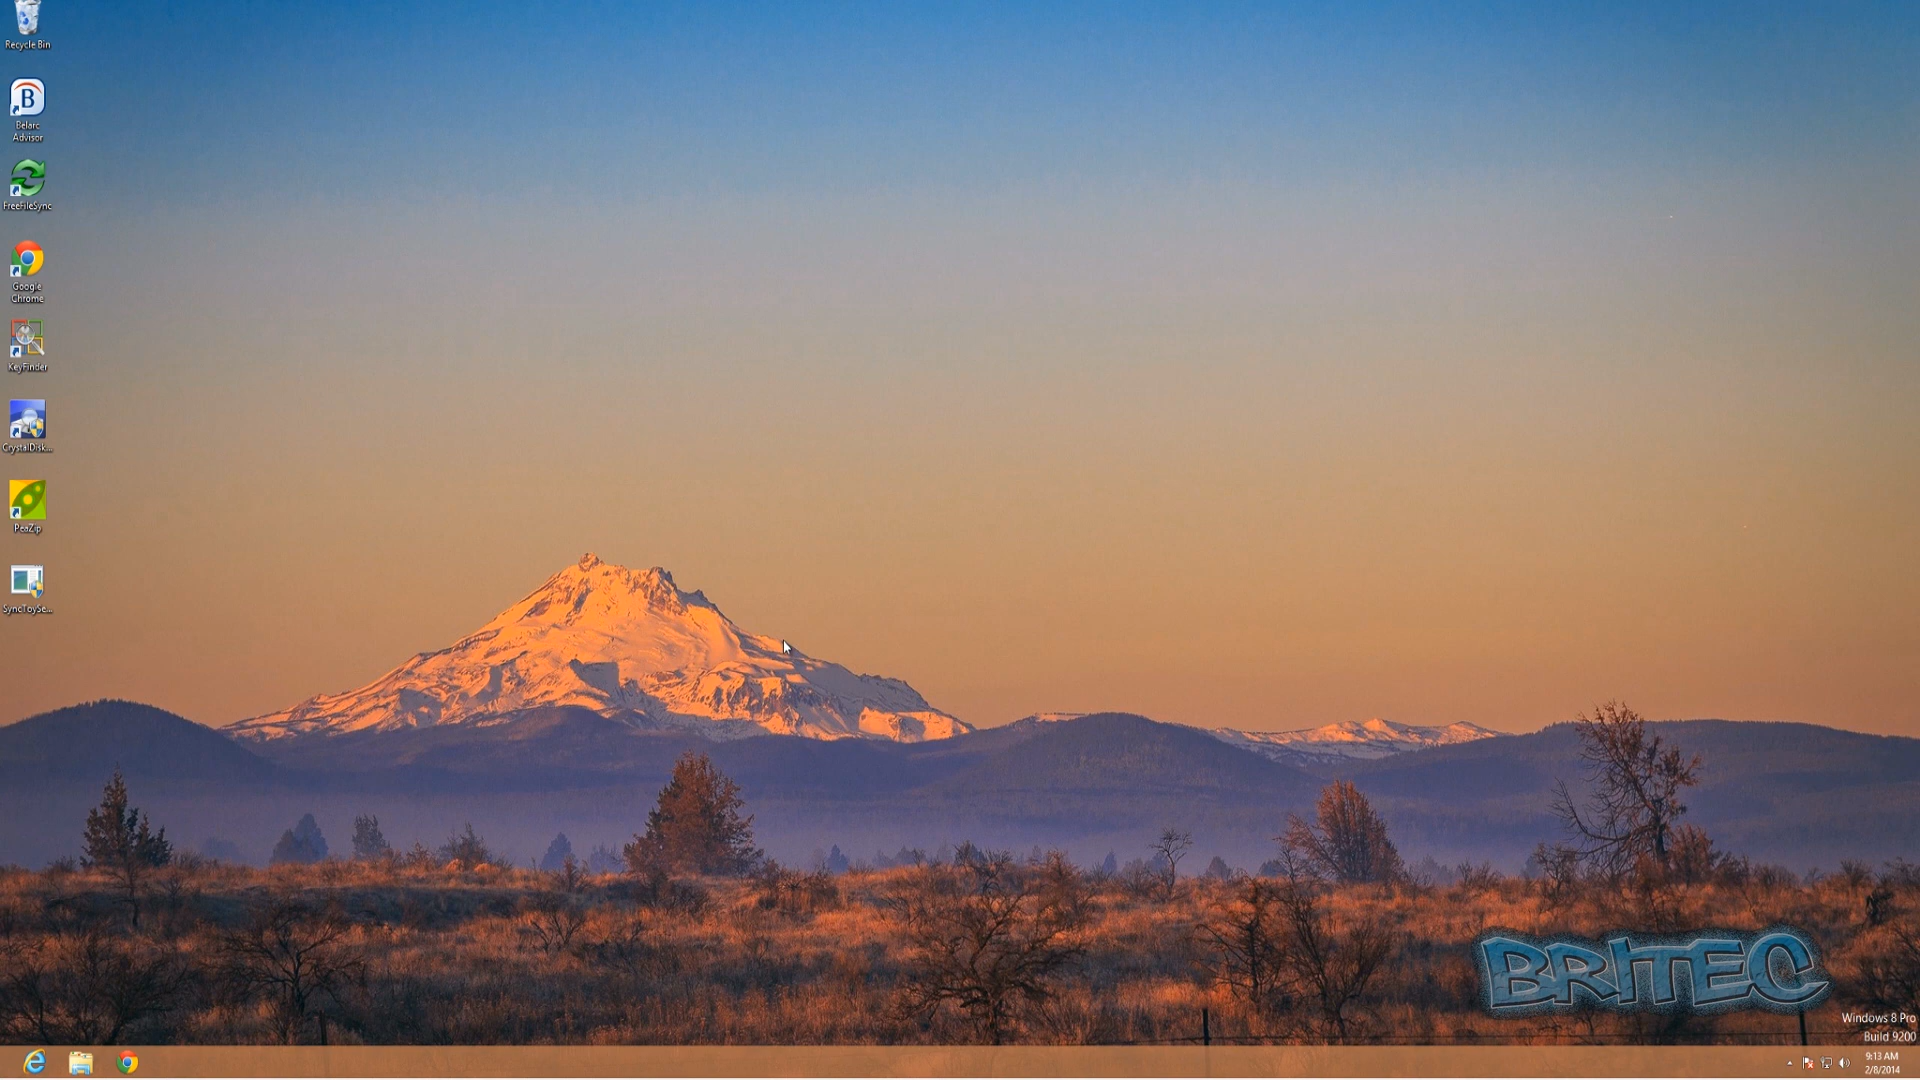 Recycle Bin
Belarc
Advisor
FreeFileSync
Google
Chrome
KeyFinder
CrystalDisk...
PeaZip
SyncToySe...
BRITEC
Windows 8 Pro
Build 9200
9:13 AM
2/8/2014